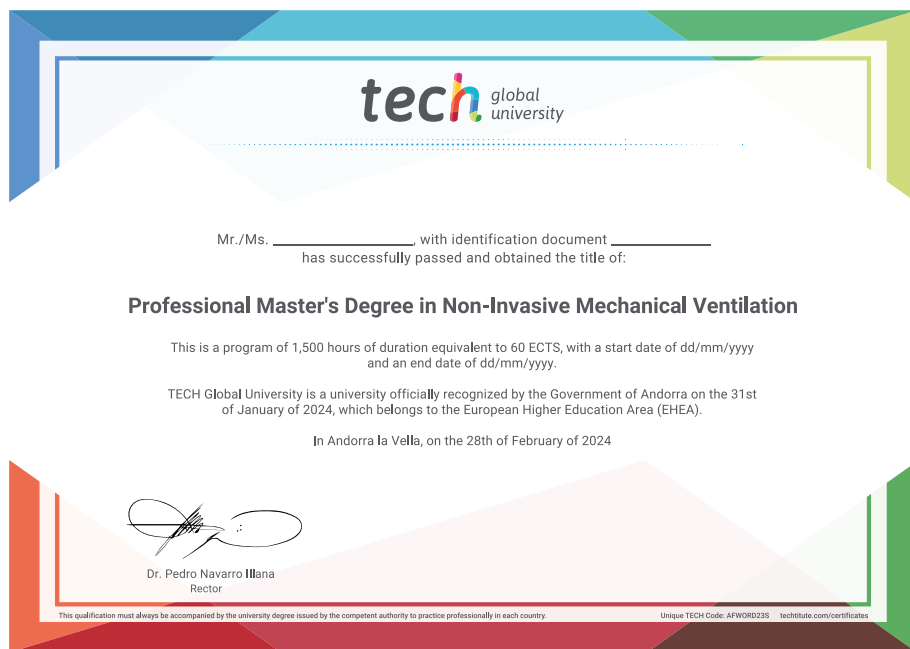 tech global
university
Mr./Ms. ____________, with identification document ____________
has successfully passed and obtained the title of:
Professional Master's Degree in Non-Invasive Mechanical Ventilation
This is a program of 1,500 hours of duration equivalent to 60 ECTS, with a start date of dd/mm/yyyy
and an end date of dd/mm/yyyy.
TECH Global University is a university officially recognized by the Government of Andorra on the 31st
of January of 2024, which belongs to the European Higher Education Area (EHEA).
In Andorra la Vella, on the 28th of February of 2024
Dr. Pedro Navarro Illana
Rector
This qualification must always be accompanied by the university degree issued by the competent authority to practice professionally in each country.
Unique TECH Code: AFWORD23S techtitute.com/certificates